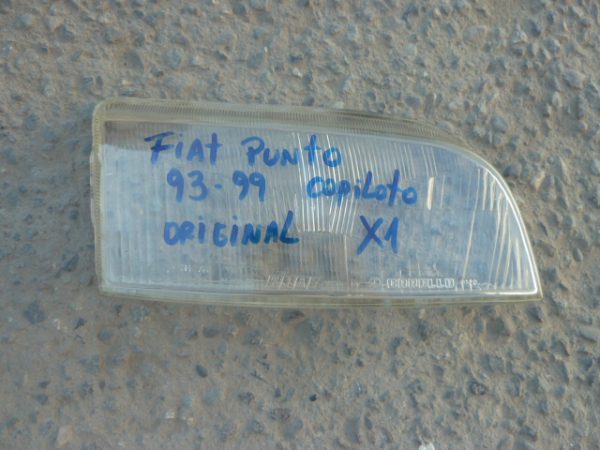 FIAT PUNTO
93-99 COPILOTO
ORIGINAL X1